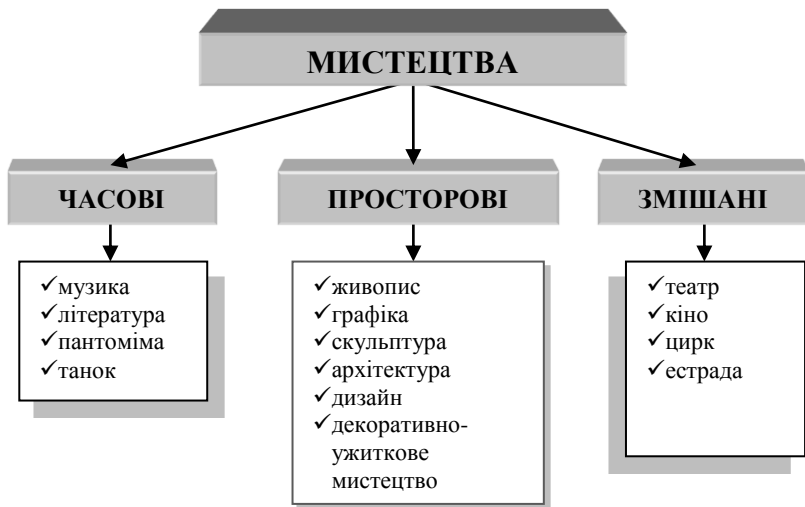 МИСТЕЦТВА
ЧАСОВІ
✓музика
✓література
✓пантоміма
✓танок
ПРОСТОРОВІ
✓живопис
✓графіка
✓скульптура
✓архітектура
✓дизайн
✓декоративно-
ужиткове
мистецтво
ЗМІШАНІ
✓театр
✓кіно
✓цирк
✓естрада